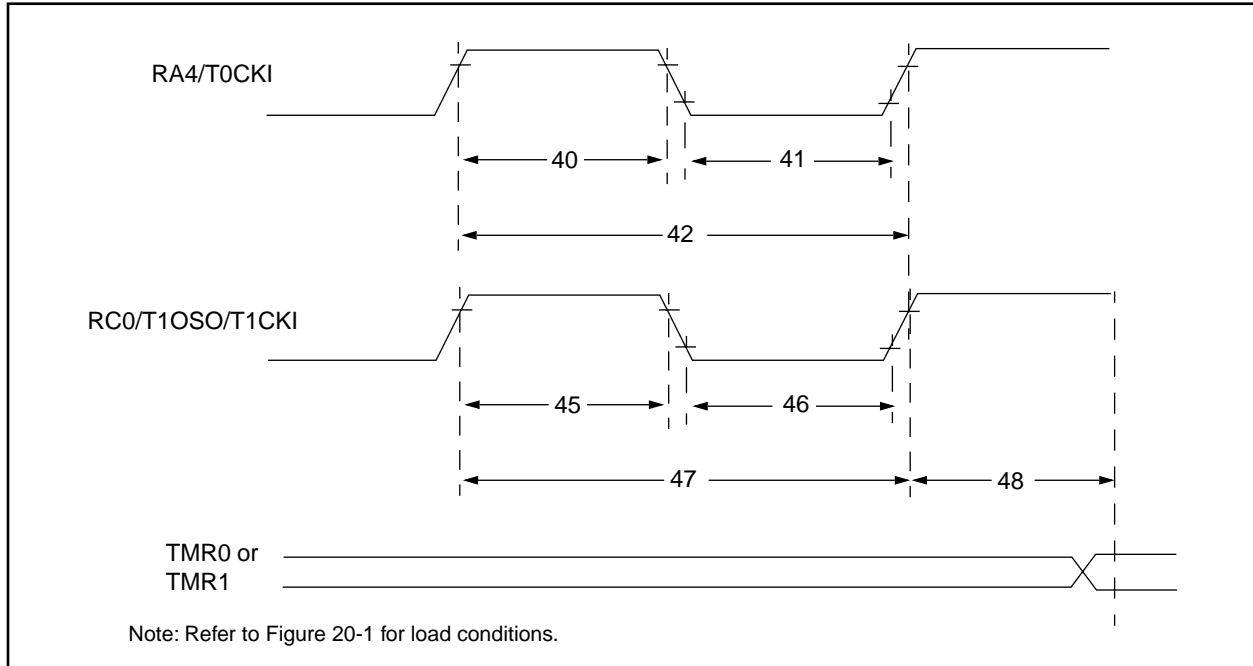 RA4/T0CKI
40
41
42
RC0/T1OSO/T1CKI
45
46
47
48
TMR0 or
TMR1
Note: Refer to Figure 20-1 for load conditions.